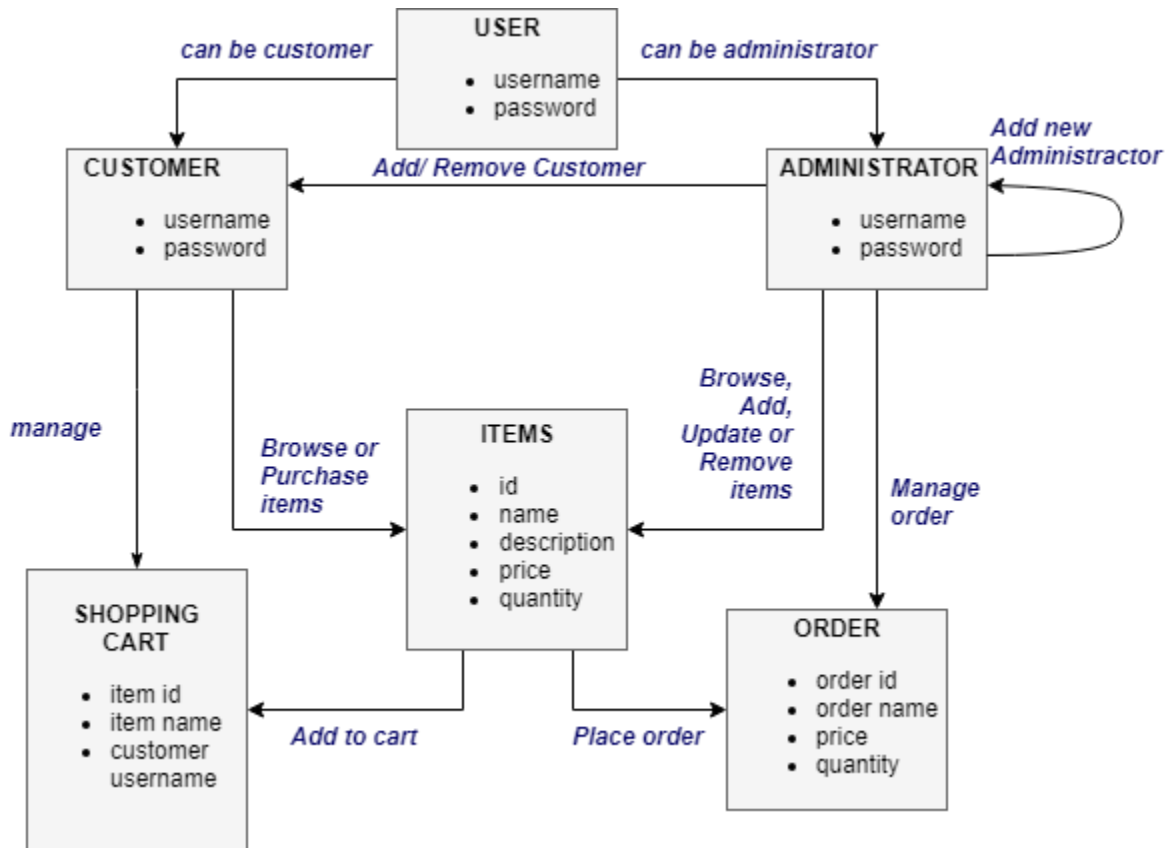 USER
• username
• password
can be customer
can be administrator
CUSTOMER
• username
• password
Add/ Remove Customer
ADMINISTRATOR
• username
• password
Add new
Administractor
manage
Browse or
Purchase
items
ITEMS
• id
• name
• description
• price
• quantity
Browse,
Add,
Update or
Remove
items
Manage
order
SHOPPING
CART
• item id
• item name
• customer
username
Add to cart
Place order
ORDER
• order id
• order name
• price
• quantity